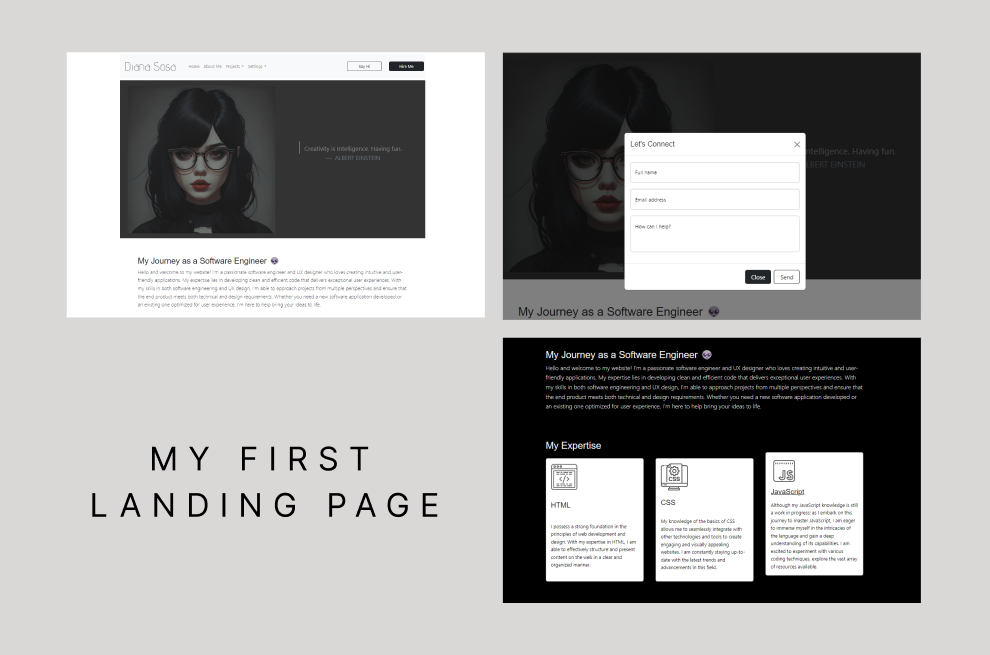 Diana Sosa
Home About Me Projects Settings
Say Hi
Hire Me
Creativity is Intelligence. Having fun.
— ALBERT EINSTEIN
My Journey as a Software Engineer 👽
Hello and welcome to my website! I'm a passionate software engineer and UX designer who loves creating intuitive and user-
friendly applications. My expertise lies in developing clean and efficient code that delivers exceptional user experiences. With
my skills in both software engineering and UX design, I'm able to approach projects from multiple perspectives and ensure that
the end product meets both technical and design requirements. Whether you need a new software application developed or
an existing one optimized for user experience, I'm here to help bring your ideas to life.
Let's Connect
Full name
Email address
How can I help?
Close
Send
ntelligence. Having fun.
LBERT EINSTEIN
My Journey as a Software Engineer 👽
MY FIRST
LANDING PAGE
My Journey as a Software Engineer 👽
Hello and welcome to my website! I'm a passionate software engineer and UX designer who loves creating intuitive and user-
friendly applications. My expertise lies in developing clean and efficient code that delivers exceptional user experiences. With
my skills in both software engineering and UX design, I'm able to approach projects from multiple perspectives and ensure that
the end product meets both technical and design requirements. Whether you need a new software application developed or
an existing one optimized for user experience, I'm here to help bring your ideas to life.
My Expertise
</>
HTML
I possess a strong foundation in the
principles of web development and
design. With my expertise in HTML, I am
able to effectively structure and present
content on the web in a clear and
organized manner.
CSS
CSS
My knowledge of the basics of CSS
allows me to seamlessly integrate with
other technologies and tools to create
engaging and visually appealing
websites. I am constantly staying up-to-
date with the latest trends and
advancements in this field.
JS
JavaScript
Although my JavaScript knowledge is still
a work in progress; as I embark on this
journey to master JavaScript, I am eager
to immerse myself in the intricacies of
the language and gain a deep
understanding of its capabilities. I am
excited to experiment with various
coding techniques, explore the vast array
of resources available.